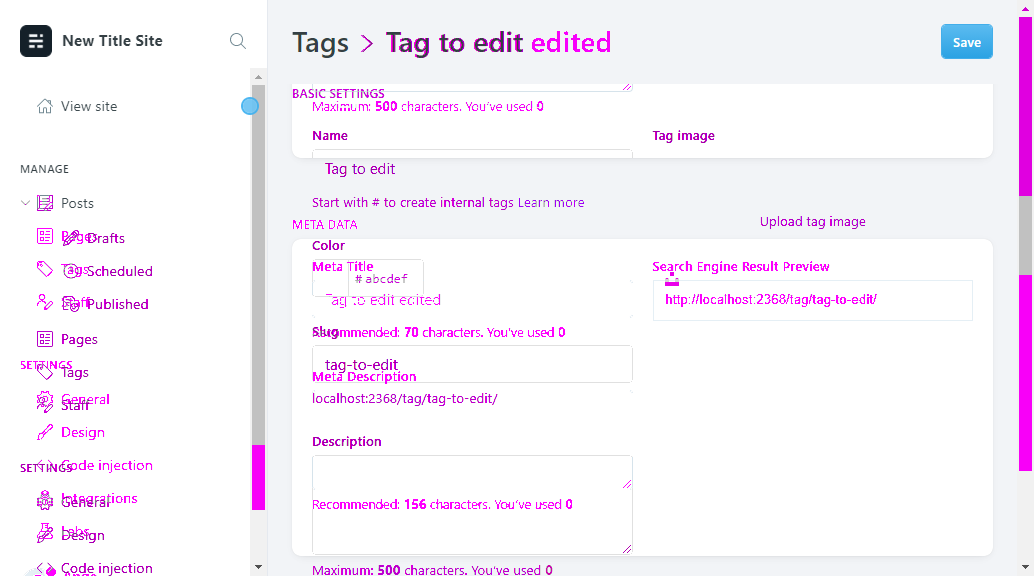 New Title Site
Tags > Tag to edit edited
Save
View site
MANAGE
Posts
Pages
Drafts
Tags
Scheduled
Staff
Published
Pages
SETTINGS
Tags
General
Staff
Design
SETTINGS
Code injection
Integrations
General
Labs
Design
Code injection
BASIC SETTINGS
Maximum: 500 characters. You've used 0
Name
Tag image
Tag to edit
Start with # to create internal tags Learn more
META DATA
Upload tag image
Color
Meta Title
Search Engine Result Preview
# abcdef
Tag to edit edited
http://localhost:2368/tag/tag-to-edit/
Slug
Recommended: 70 characters. You've used 0
tag-to-edit
Meta Description
localhost:2368/tag/tag-to-edit/
Description
Recommended: 156 characters. You've used 0
Maximum: 500 characters. You've used 0